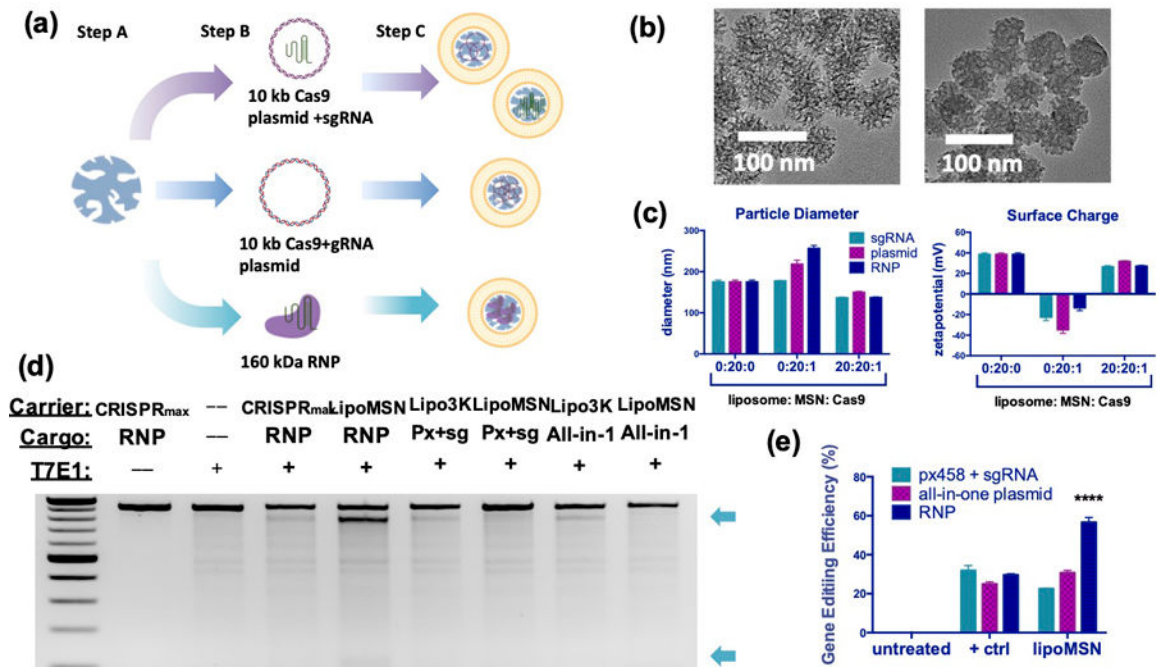 (a)
Step A
Step B
Step C
10 kb Cas9
plasmid +sgRNA
10 kb Cas9+gRNA
plasmid
160 kDa RNP
(b)
100 nm
100 nm
(c)
Particle Diameter
diameter (nm)
300
200
100
0
sgRNA
plasmid
RNP
0:20:0
0:20:1
20:20:1
liposome: MSN: Cas9
Surface Charge
zetapotential (mV)
60
40
20
0
-20
-40
-60
0:20:0
0:20:1
20:20:1
liposome: MSN: Cas9
(d)
Carrier: CRISPRmax -- CRISPRmax LipoMSN Lipo3K LipoMSN Lipo3K LipoMSN
Cargo: RNP -- RNP RNP Px+sg Px+sg All-in-1 All-in-1
T7E1: -- + + + + + + +
(e)
Gene Editiing Efficiency (%)
80
60
40
20
0
px458 + sgRNA
all-in-one plasmid
RNP
****
untreated
+ ctrl
lipoMSN